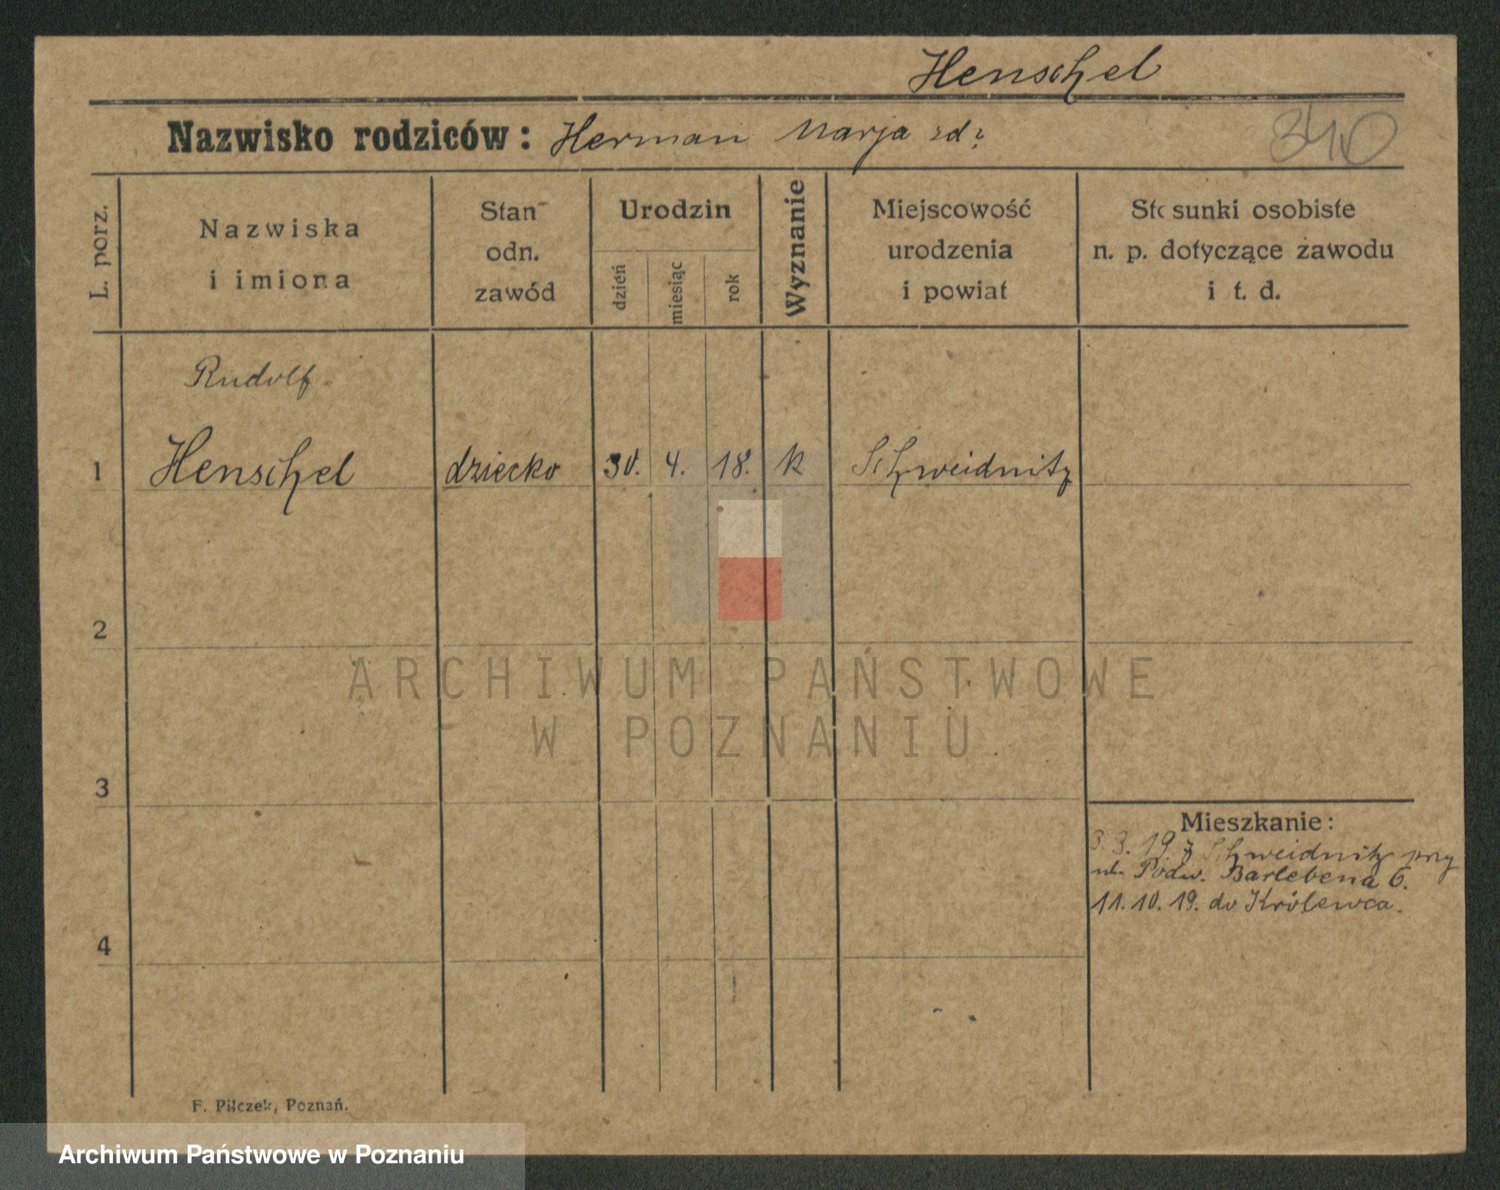 Henschel
Nazwisko rodziców: Herman Marja zd?
340
L. porz.
Nazwiska
i imiona
Stan
odn.
zawód
Urodzin
dzień
miesiąc
rok
Wyznanie
Miejscowość
urodzenia
i powiat
Stosunki osobiste
n. p. dotyczące zawodu
i t. d.
Rudolf
1 Henschel dziecko 30. 4. 18. k Schweidnitz
2
3
4
Mieszkanie:
3. 3. 19. z Schweidnitz przy
ul. Podw. Barlebena 6.
11. 10. 19. do Królewca.
F. Pilczek, Poznań.
ARCHIWUM PAŃSTWOWE
W POZNANIU
Archiwum Państwowe w Poznaniu